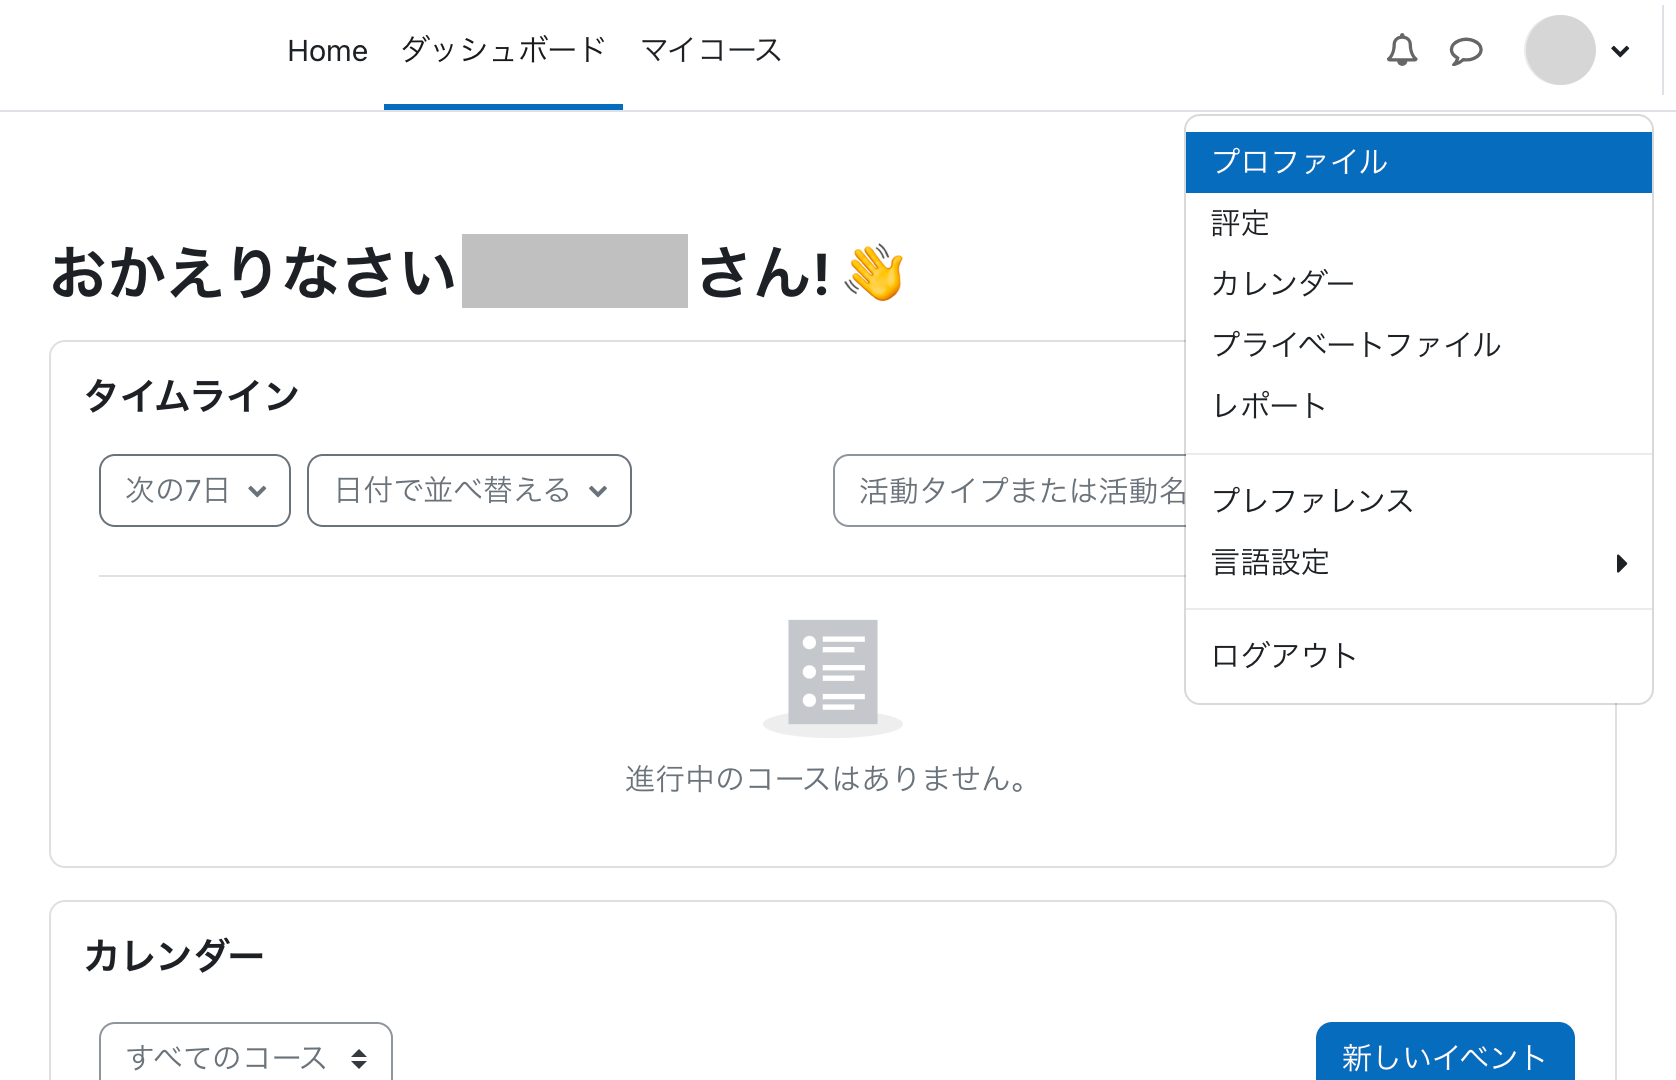 Home ダッシュボード マイコース
プロファイル
評定
カレンダー
プライベートファイル
レポート
プレファレンス
言語設定
ログアウト
おかえりなさい さん! 👋
タイムライン
次の7日 日付で並べ替える 活動タイプまたは活動名
進行中のコースはありません。
カレンダー
すべてのコース 新しいイベント